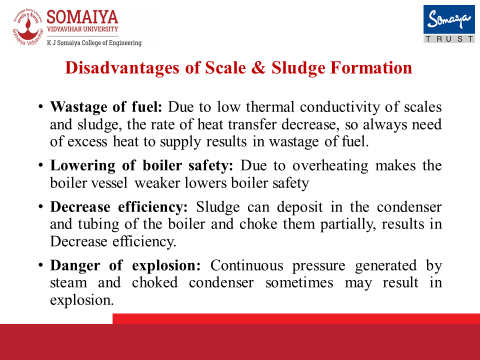 SOMAIYA
VIDYAVIHAR UNIVERSITY
K J Somaiya College of Engineering
Somaiya
TRUST
Disadvantages of Scale & Sludge Formation
• Wastage of fuel: Due to low thermal conductivity of scales
and sludge, the rate of heat transfer decrease, so always need
of excess heat to supply results in wastage of fuel.
• Lowering of boiler safety: Due to overheating makes the
boiler vessel weaker lowers boiler safety
• Decrease efficiency: Sludge can deposit in the condenser
and tubing of the boiler and choke them partially, results in
Decrease efficiency.
• Danger of explosion: Continuous pressure generated by
steam and choked condenser sometimes may result in
explosion.